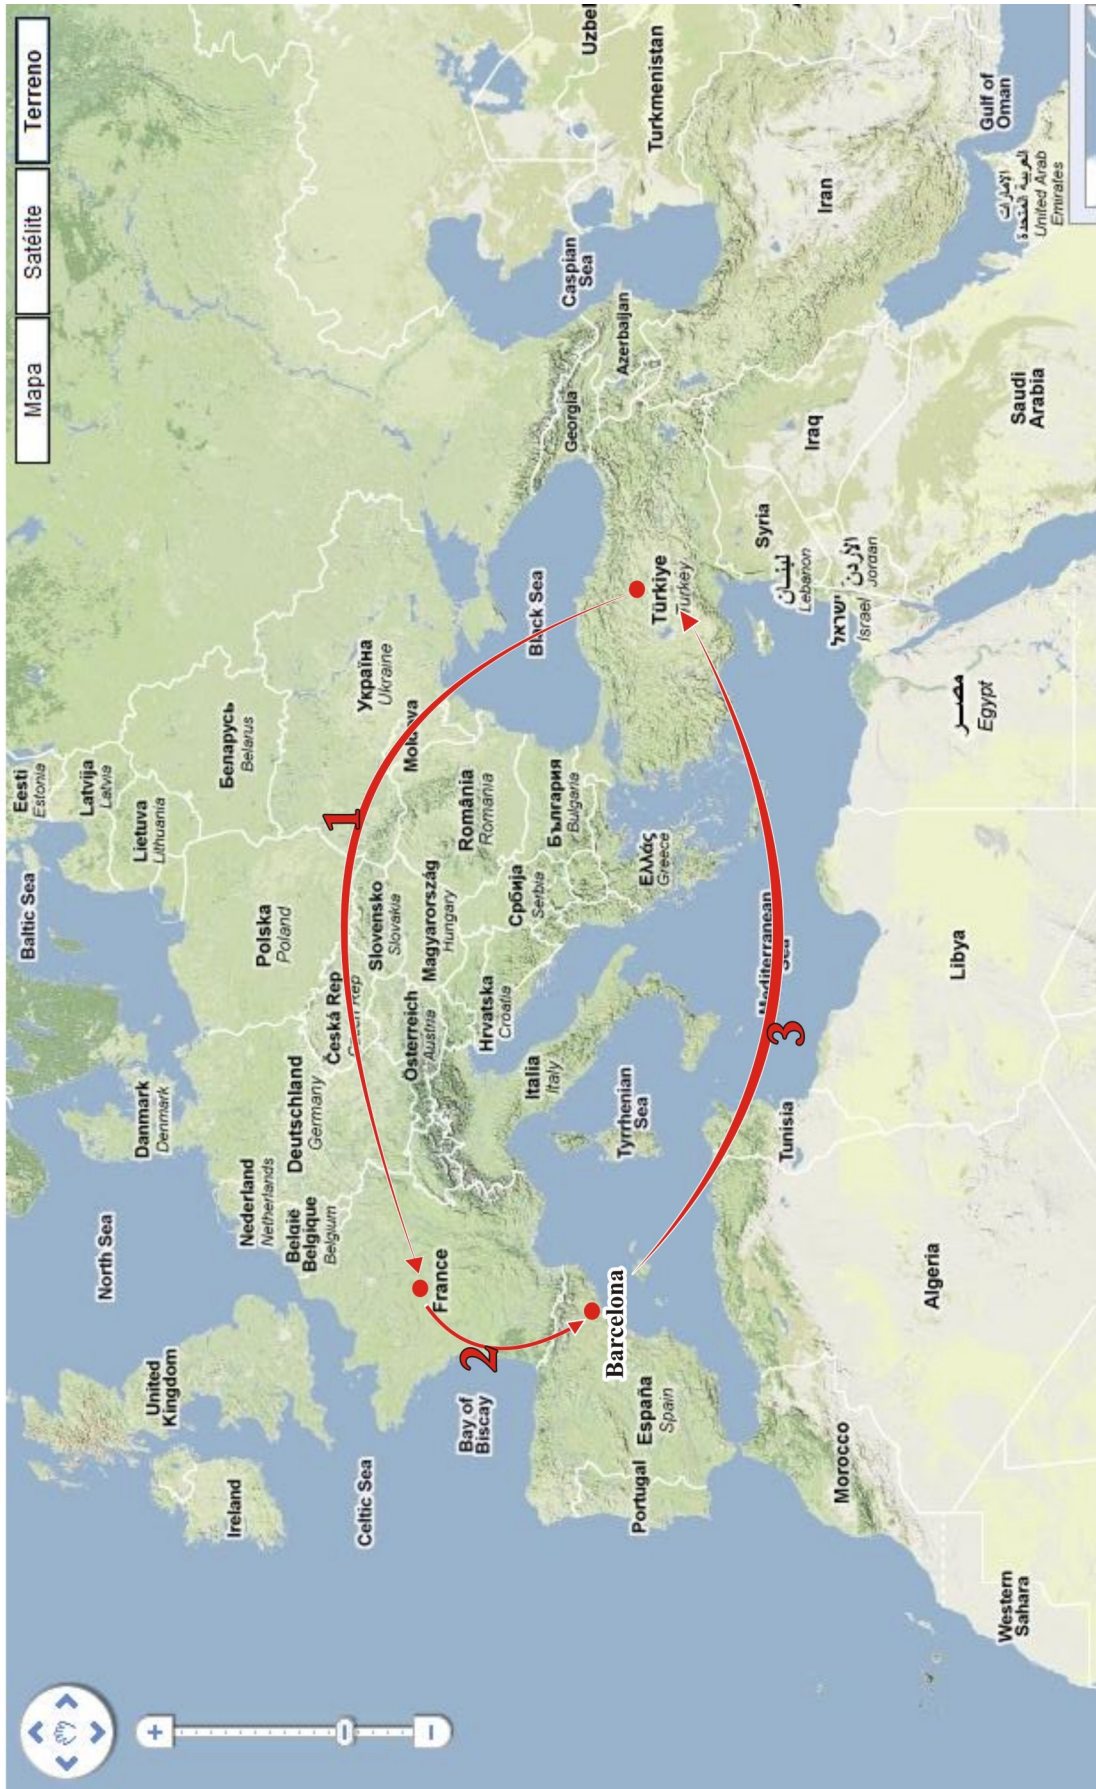 Mapa
Satélite
Terreno
Eesti
Estonia
Baltic Sea
Latvija
Latvia
Lietuva
Lithuania
Danmark
Denmark
North Sea
United
Kingdom
Ireland
Беларусь
Belarus
Polska
Poland
Nederland
Netherlands
Deutschland
Germany
België
Belgique
Belgium
Celtic Sea
Česká Rep
Україна
Ukraine
Slovensko
Slovakia
1
Österreich
Austria
Magyarország
Hungary
France
Bay of
Biscay
2
România
Romania
Hrvatska
Croatia
Србија
Serbia
Black Sea
България
Bulgaria
Italia
Italy
Georgia
Caspian
Sea
Azerbaijan
Uzbel
Turkmenistan
Barcelona
España
Spain
Portugal
Tyrrhenian
Sea
Ελλάς
Greece
Türkiye
Turkey
Mediterranean
Sea
3
Tunisia
Syria
لبنان
Lebanon
ישראל
Israel
الأردن
Jordan
Iraq
Iran
Morocco
Algeria
Libya
مصر
Egypt
Saudi
Arabia
Gulf of
Oman
الإمارات
العربية المتحدة
United Arab
Emirates
Western
Sahara